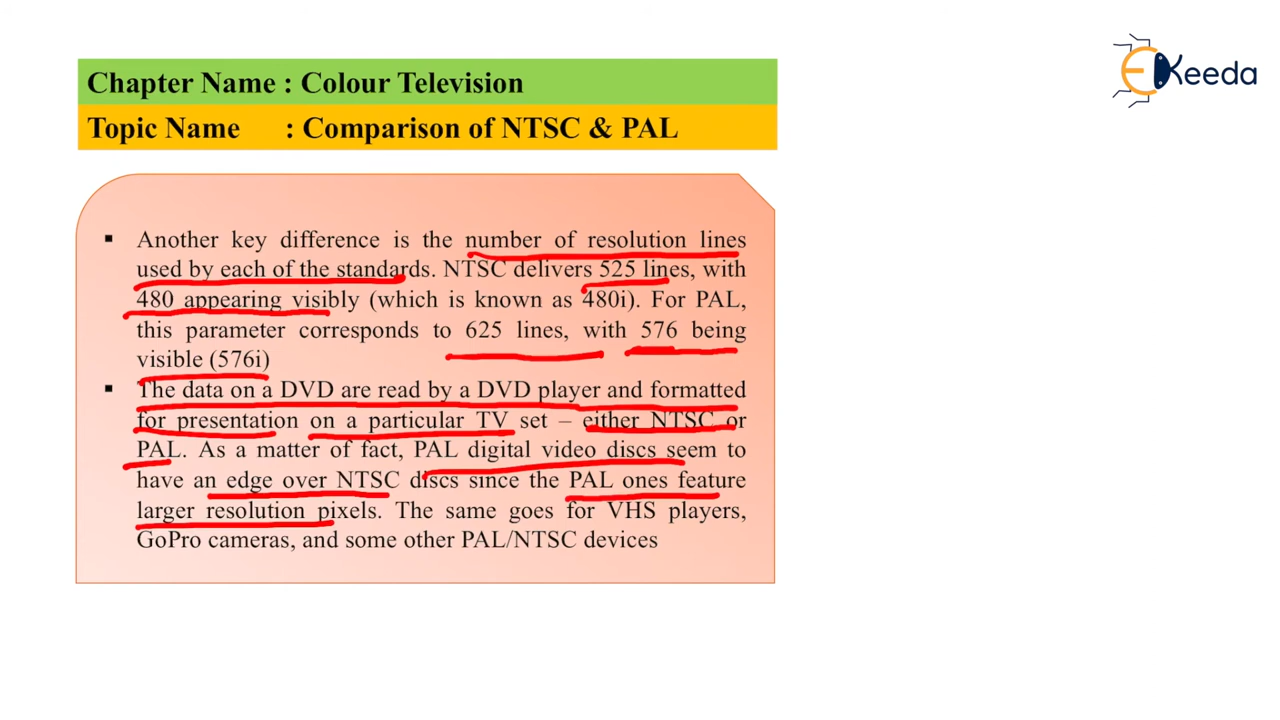 EKeeda
Chapter Name : Colour Television
Topic Name : Comparison of NTSC & PAL
▪ Another key difference is the number of resolution lines
used by each of the standards. NTSC delivers 525 lines, with
480 appearing visibly (which is known as 480i). For PAL,
this parameter corresponds to 625 lines, with 576 being
visible (576i)
▪ The data on a DVD are read by a DVD player and formatted
for presentation on a particular TV set – either NTSC or
PAL. As a matter of fact, PAL digital video discs seem to
have an edge over NTSC discs since the PAL ones feature
larger resolution pixels. The same goes for VHS players,
GoPro cameras, and some other PAL/NTSC devices